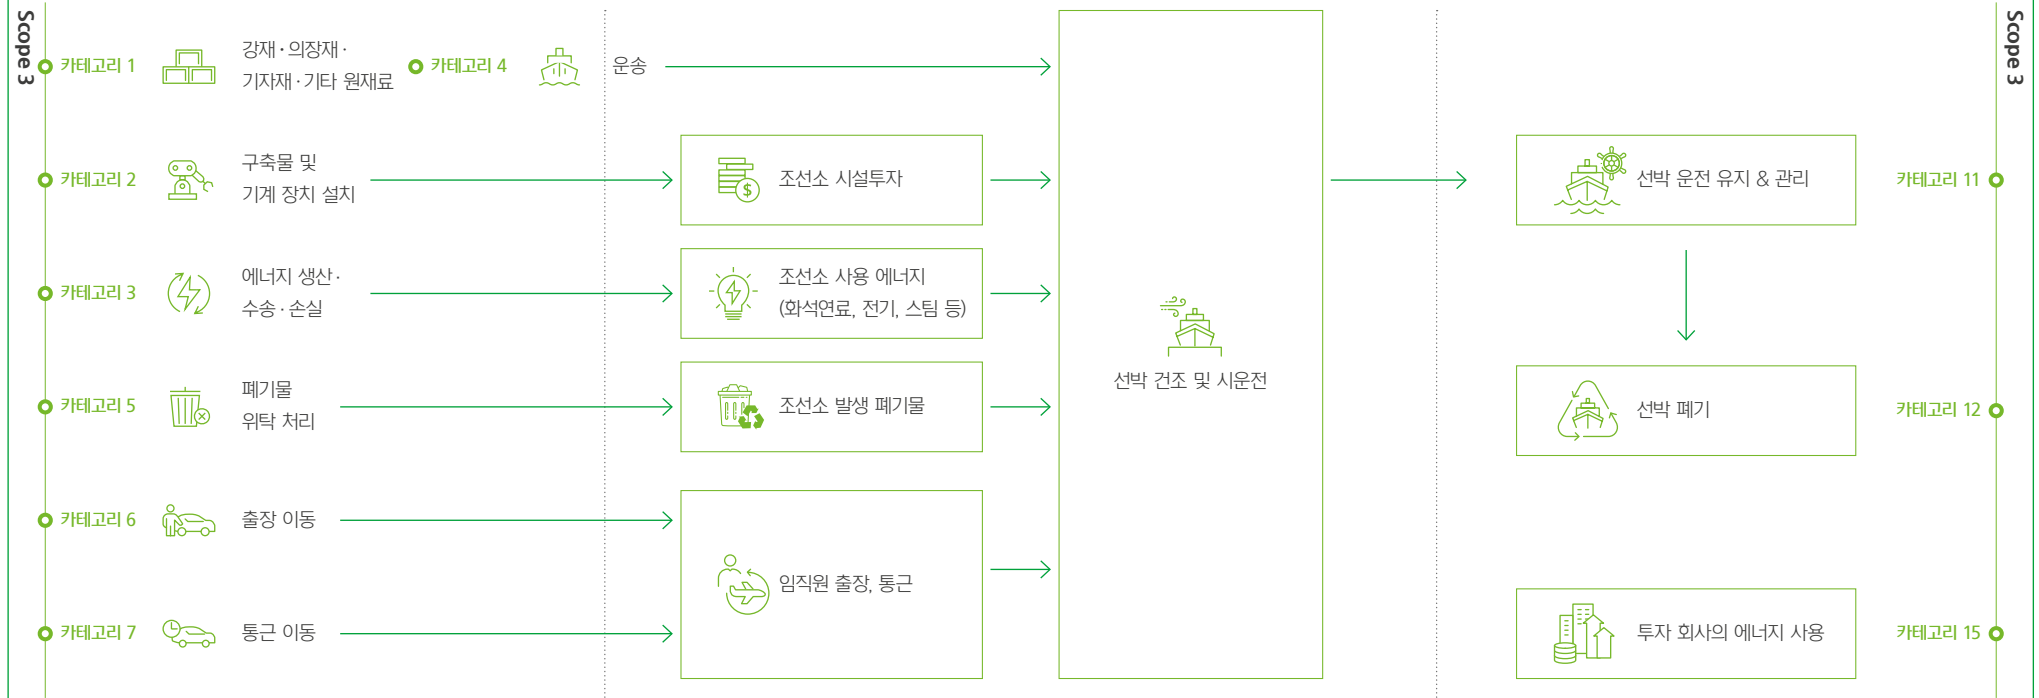 Scope 3
카테고리 1
강재·의장재·
기자재·기타 원재료
카테고리 4
운송
카테고리 2
구축물 및
기계 장치 설치
조선소 시설투자
카테고리 3
에너지 생산·
수송·손실
조선소 사용 에너지
(화석연료, 전기, 스팀 등)
카테고리 5
폐기물
위탁 처리
조선소 발생 폐기물
카테고리 6
출장 이동
카테고리 7
통근 이동
임직원 출장, 통근
선박 건조 및 시운전
선박 운전 유지 & 관리
카테고리 11
선박 폐기
카테고리 12
투자 회사의 에너지 사용
카테고리 15
Scope 3